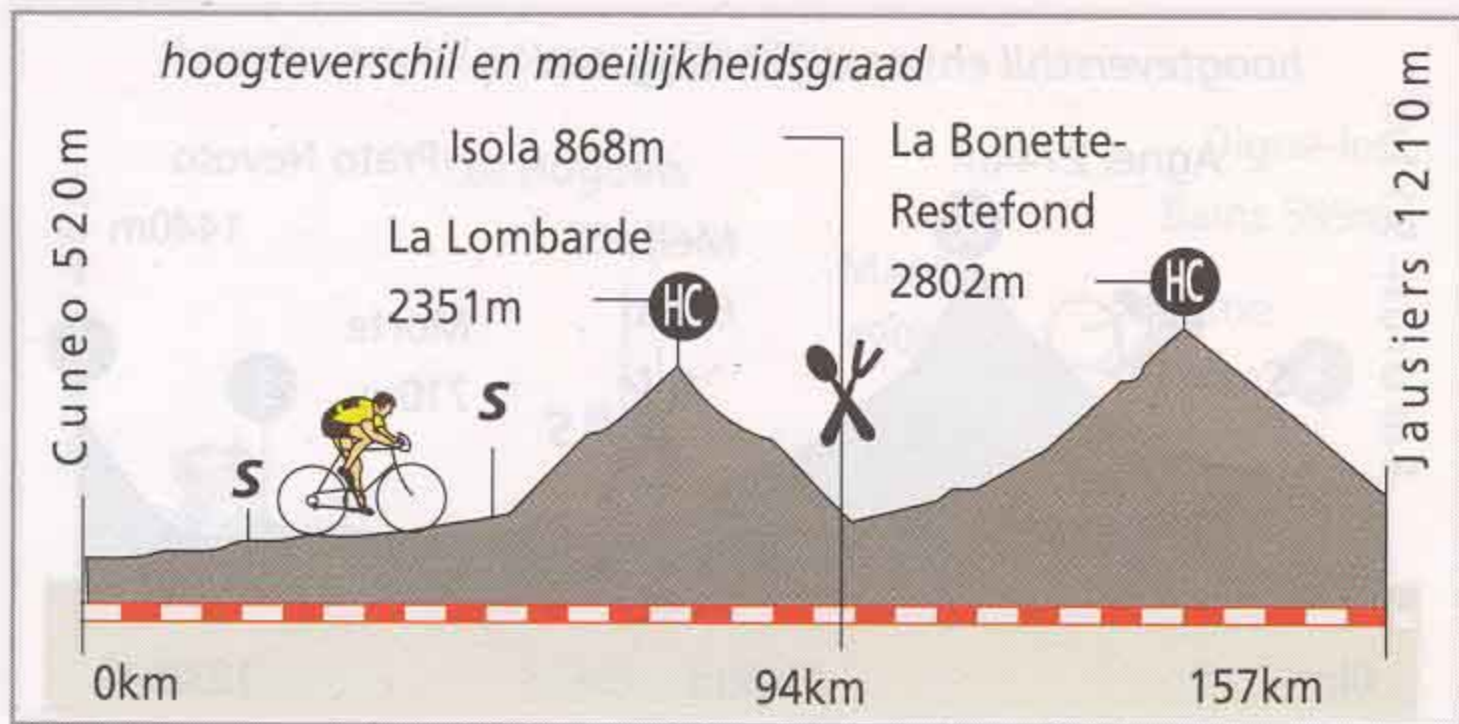 hoogteverschil en moeilijkheidsgraad
Cuneo 520m
Isola 868m
La Lombarde
2351m
HC
La Bonette-
Restefond
2802m
HC
Jausiers 1210m
S
S
0km
94km
157km